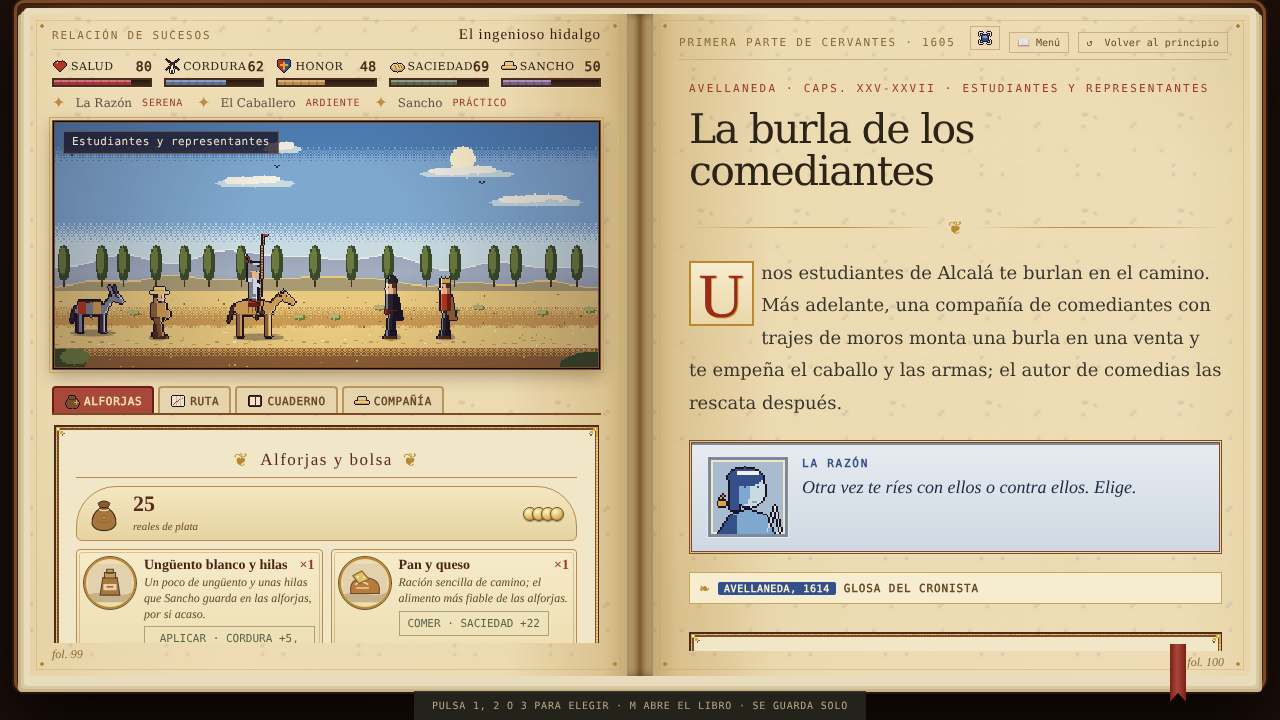 RELACIÓN DE SUCESOS
El ingenioso hidalgo
SALUD 80
CORDURA 62
HONOR 48
SACIEDAD 69
SANCHO 50
La Razón SERENA
El Caballero ARDIENTE
Sancho PRÁCTICO
Estudiantes y representantes
ALFORJAS
RUTA
CUADERNO
COMPAÑÍA
Alforjas y bolsa
25
reales de plata
Ungüento blanco y hilas ×1
Un poco de ungüento y unas hilas
que Sancho guarda en las alforjas,
por si acaso.
APLICAR · CORDURA +5,
Pan y queso ×1
Ración sencilla de camino; el
alimento más fiable de las alforjas.
COMER · SACIEDAD +22
fol. 99
PRIMERA PARTE DE CERVANTES · 1605
Menú
↺ Volver al principio
AVELLANEDA · CAPS. XXV-XXVII · ESTUDIANTES Y REPRESENTANTES
La burla de los
comediantes
Unos estudiantes de Alcalá te burlan en el camino.
Más adelante, una compañía de comediantes con
trajes de moros monta una burla en una venta y
te empeña el caballo y las armas; el autor de comedias las
rescata después.
LA RAZÓN
Otra vez te ríes con ellos o contra ellos. Elige.
AVELLANEDA, 1614 GLOSA DEL CRONISTA
fol. 100
PULSA 1, 2 O 3 PARA ELEGIR · M ABRE EL LIBRO · SE GUARDA SOLO